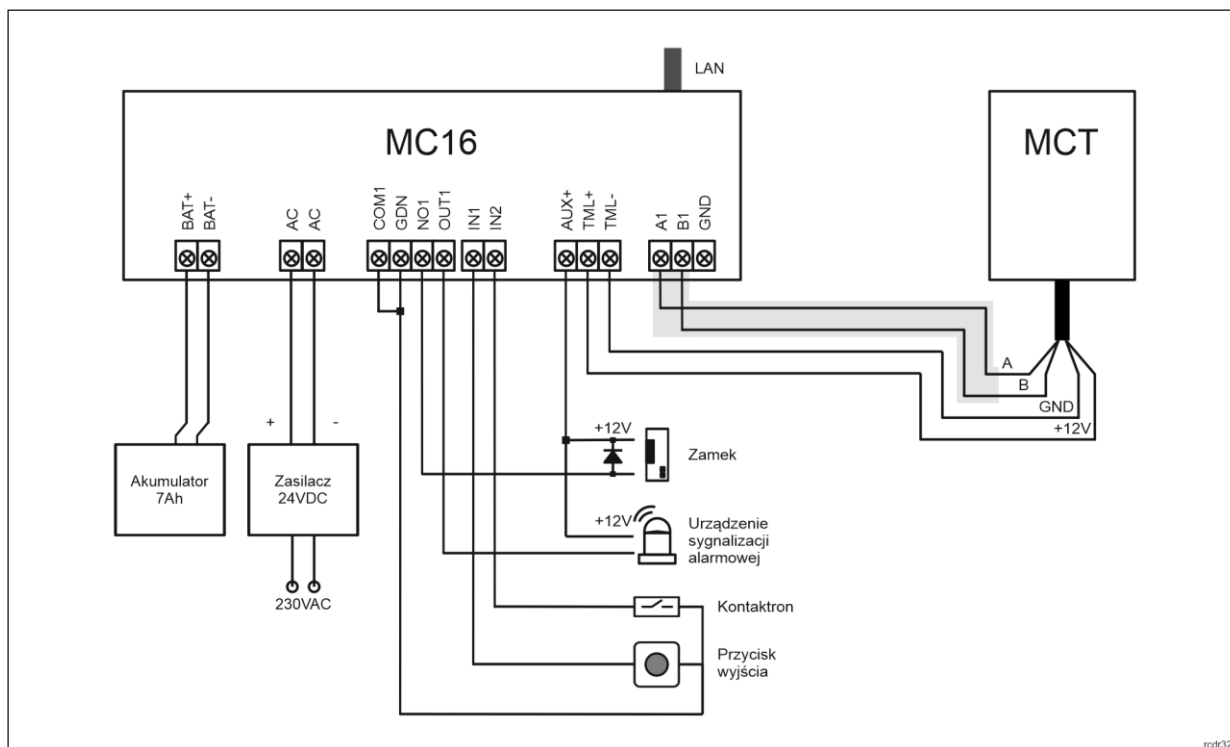 LAN
MC16
MCT
BAT+
BAT-
AC
AC
COM1
GDN
NO1
OUT1
IN1
IN2
AUX+
TML+
TML-
A1
B1
GND
A
B
GND
+12V
+
-
Akumulator
7Ah
Zasilacz
24VDC
230VAC
+12V
Zamek
+12V
Urządzenie
sygnalizacji
alarmowej
Kontaktron
Przycisk
wyjścia
rcdr32